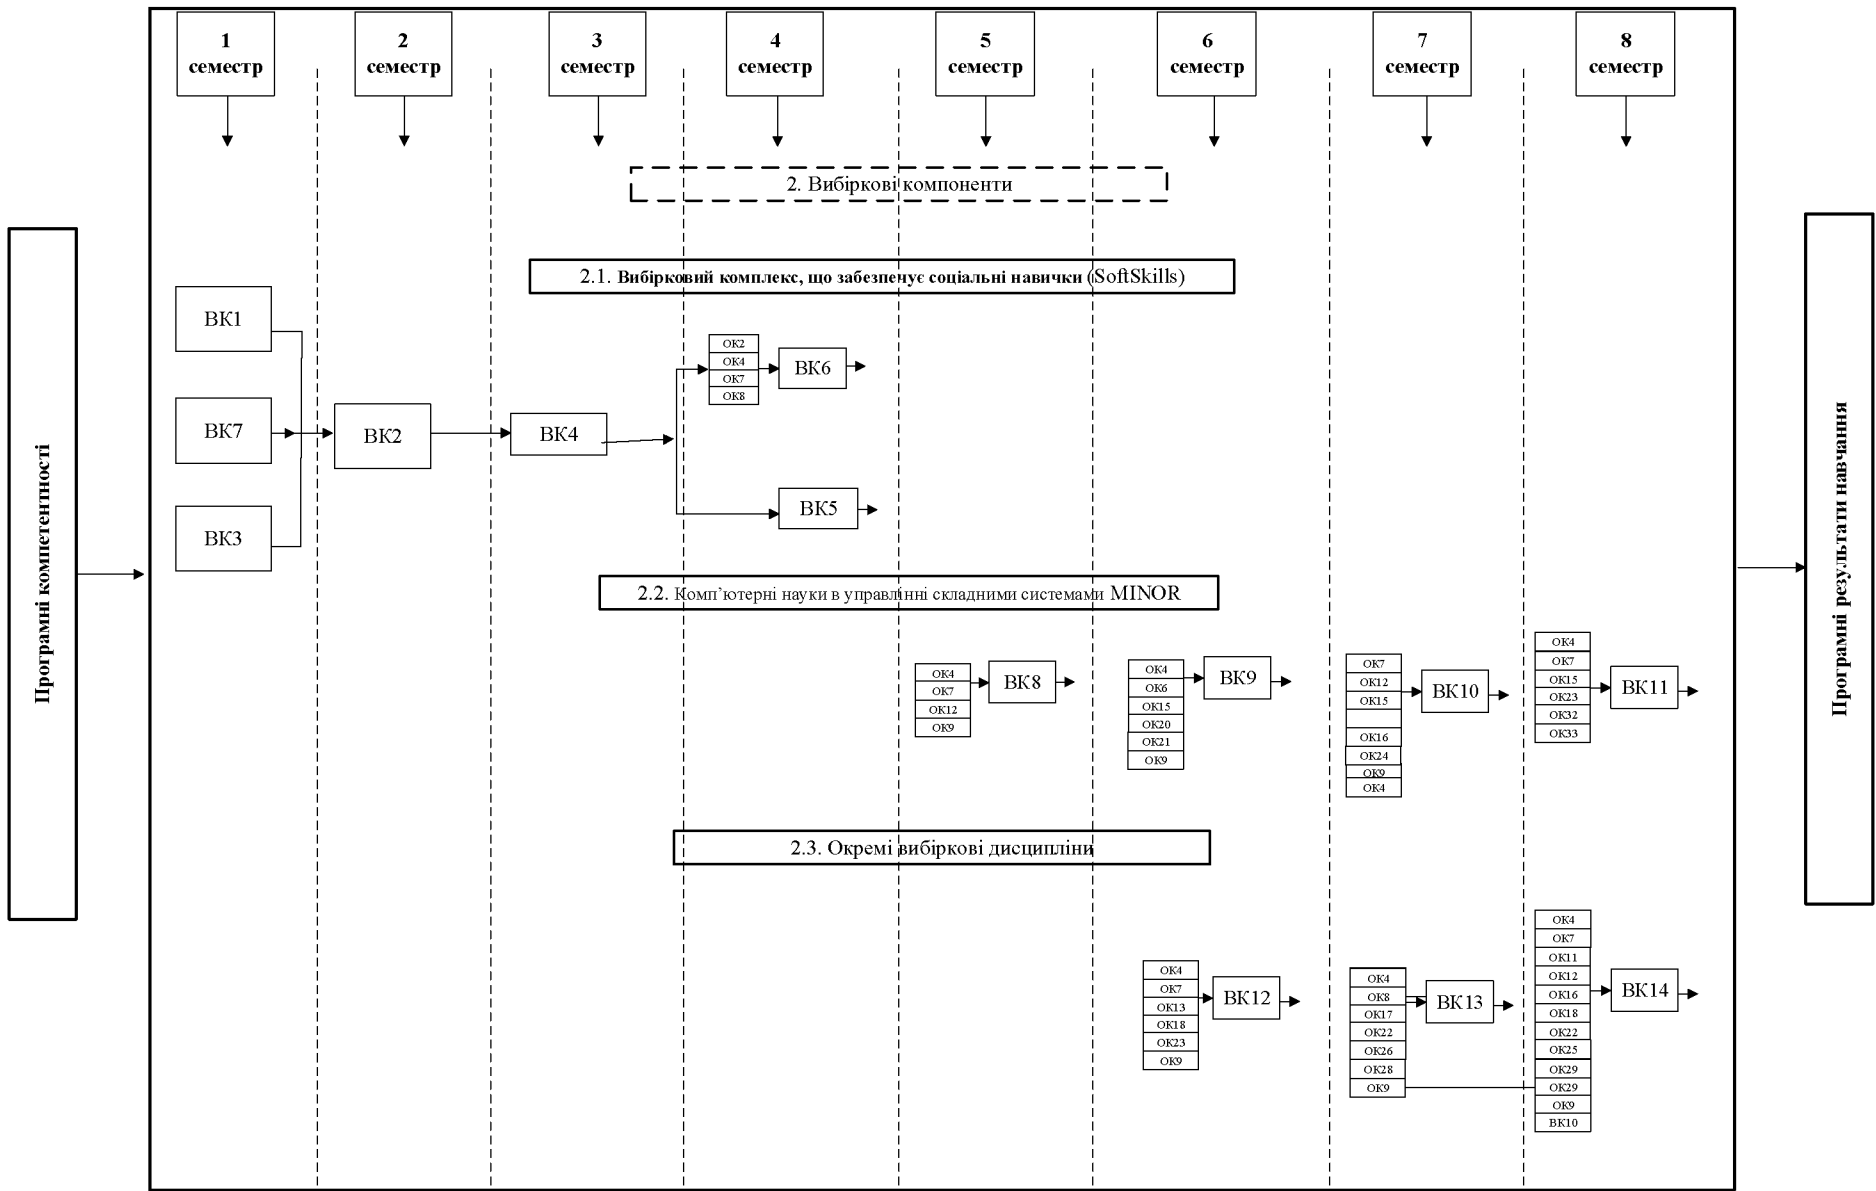 1
семестр
2
семестр
3
семестр
4
семестр
5
семестр
6
семестр
7
семестр
8
семестр
2. Вибіркові компоненти
Програмні компетентності
Програмні результати навчання
2.1. Вибірковий комплекс, що забезпечує соціальні навички (SoftSkills)
ВК1
ВК7
ВК3
ВК2
ВК4
ОК2
ОК4
ОК7
ОК8
ВК6
ВК5
2.2. Комп’ютерні науки в управлінні складними системами MINOR
ОК4
ОК7
ОК12
ОК9
ВК8
ОК4
ОК6
ОК15
ОК20
ОК21
ОК9
ВК9
ОК7
ОК12
ОК15
ОК16
ОК24
ОК9
ОК4
ВК10
ОК4
ОК7
ОК15
ОК23
ОК32
ОК33
ВК11
2.3. Окремі вибіркові дисципліни
ОК4
ОК7
ОК13
ОК18
ОК23
ОК9
ВК12
ОК4
ОК8
ОК17
ОК22
ОК26
ОК28
ОК9
ВК13
ОК4
ОК7
ОК11
ОК12
ОК16
ОК18
ОК22
ОК25
ОК29
ОК29
ОК9
ВК10
ВК14